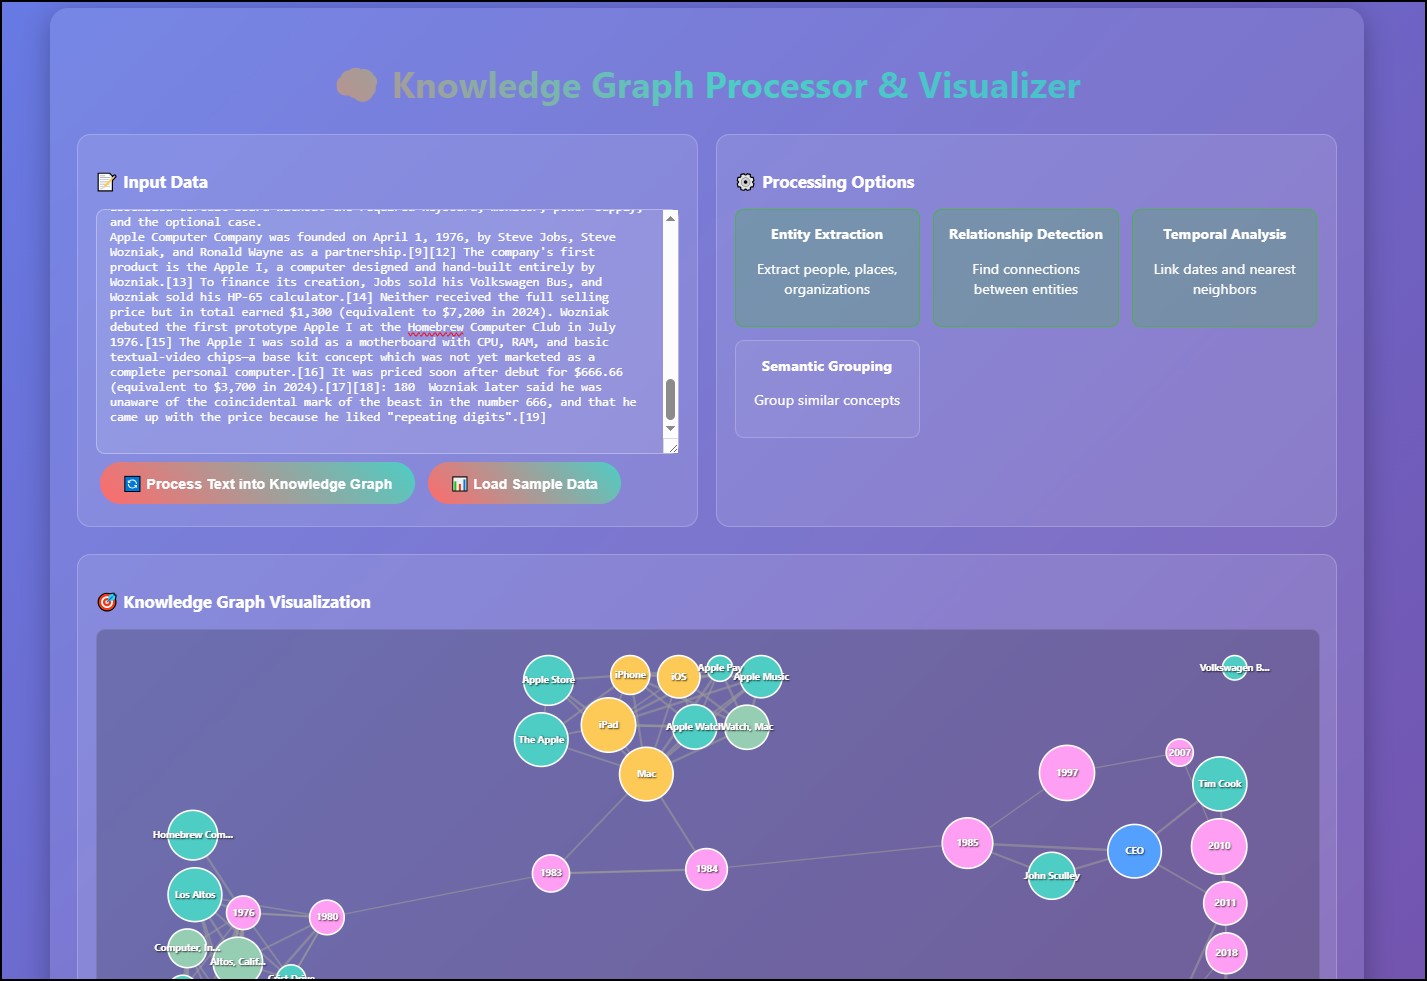 Knowledge Graph Processor & Visualizer
Input Data
and the optional case.
Apple Computer Company was founded on April 1, 1976, by Steve Jobs, Steve
Wozniak, and Ronald Wayne as a partnership.[9][12] The company's first
product is the Apple I, a computer designed and hand-built entirely by
Wozniak.[13] To finance its creation, Jobs sold his Volkswagen Bus, and
Wozniak sold his HP-65 calculator.[14] Neither received the full selling
price but in total earned $1,300 (equivalent to $7,200 in 2024). Wozniak
debuted the first prototype Apple I at the Homebrew Computer Club in July
1976.[15] The Apple I was sold as a motherboard with CPU, RAM, and basic
textual-video chips—a base kit concept which was not yet marketed as a
complete personal computer.[16] It was priced soon after debut for $666.66
(equivalent to $3,700 in 2024).[17][18]: 180  Wozniak later said he was
unaware of the coincidental mark of the beast in the number 666, and that he
came up with the price because he liked "repeating digits".[19]
Process Text into Knowledge Graph
Load Sample Data
Processing Options
Entity Extraction
Extract people, places,
organizations
Relationship Detection
Find connections
between entities
Temporal Analysis
Link dates and nearest
neighbors
Semantic Grouping
Group similar concepts
Knowledge Graph Visualization
Apple Store
iPhone
iOS
Apple Pay
Apple Music
Volkswagen B...
The Apple
iPad
Apple Watch
Watch, Mac
Mac
1997
2007
Tim Cook
Homebrew Com...
1985
CEO
2010
1983
1984
John Sculley
Los Altos
1976
1980
2011
Computer, In...
Altos, Calif...
2018